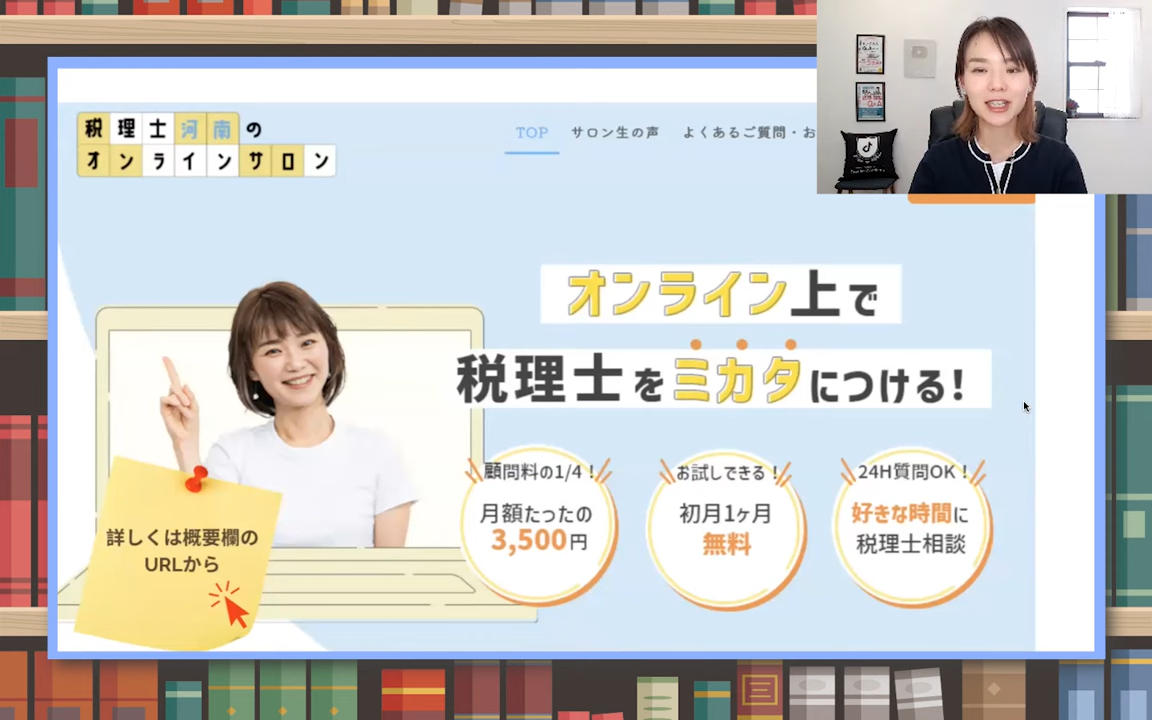 税理士河南の
オンラインサロン
TOP サロン生の声 よくあるご質問・お
オンライン上で
税理士をミカタにつける!
顧問料の1/4!
月額たったの
3,500円
お試しできる!
初月1ヶ月
無料
24H質問OK!
好きな時間に
税理士相談
詳しくは概要欄の
URLから